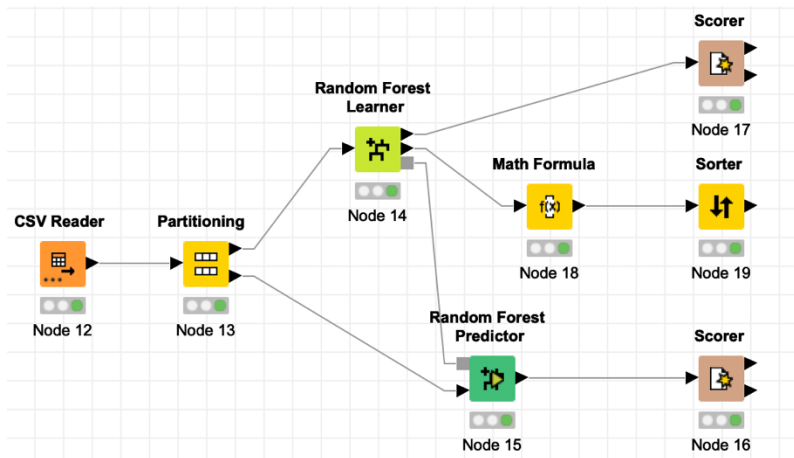 Scorer
Node 17
Random Forest
Learner
Node 14
Math Formula
f(x)
Node 18
Sorter
Node 19
CSV Reader
Node 12
Partitioning
Node 13
Random Forest
Predictor
Node 15
Scorer
Node 16